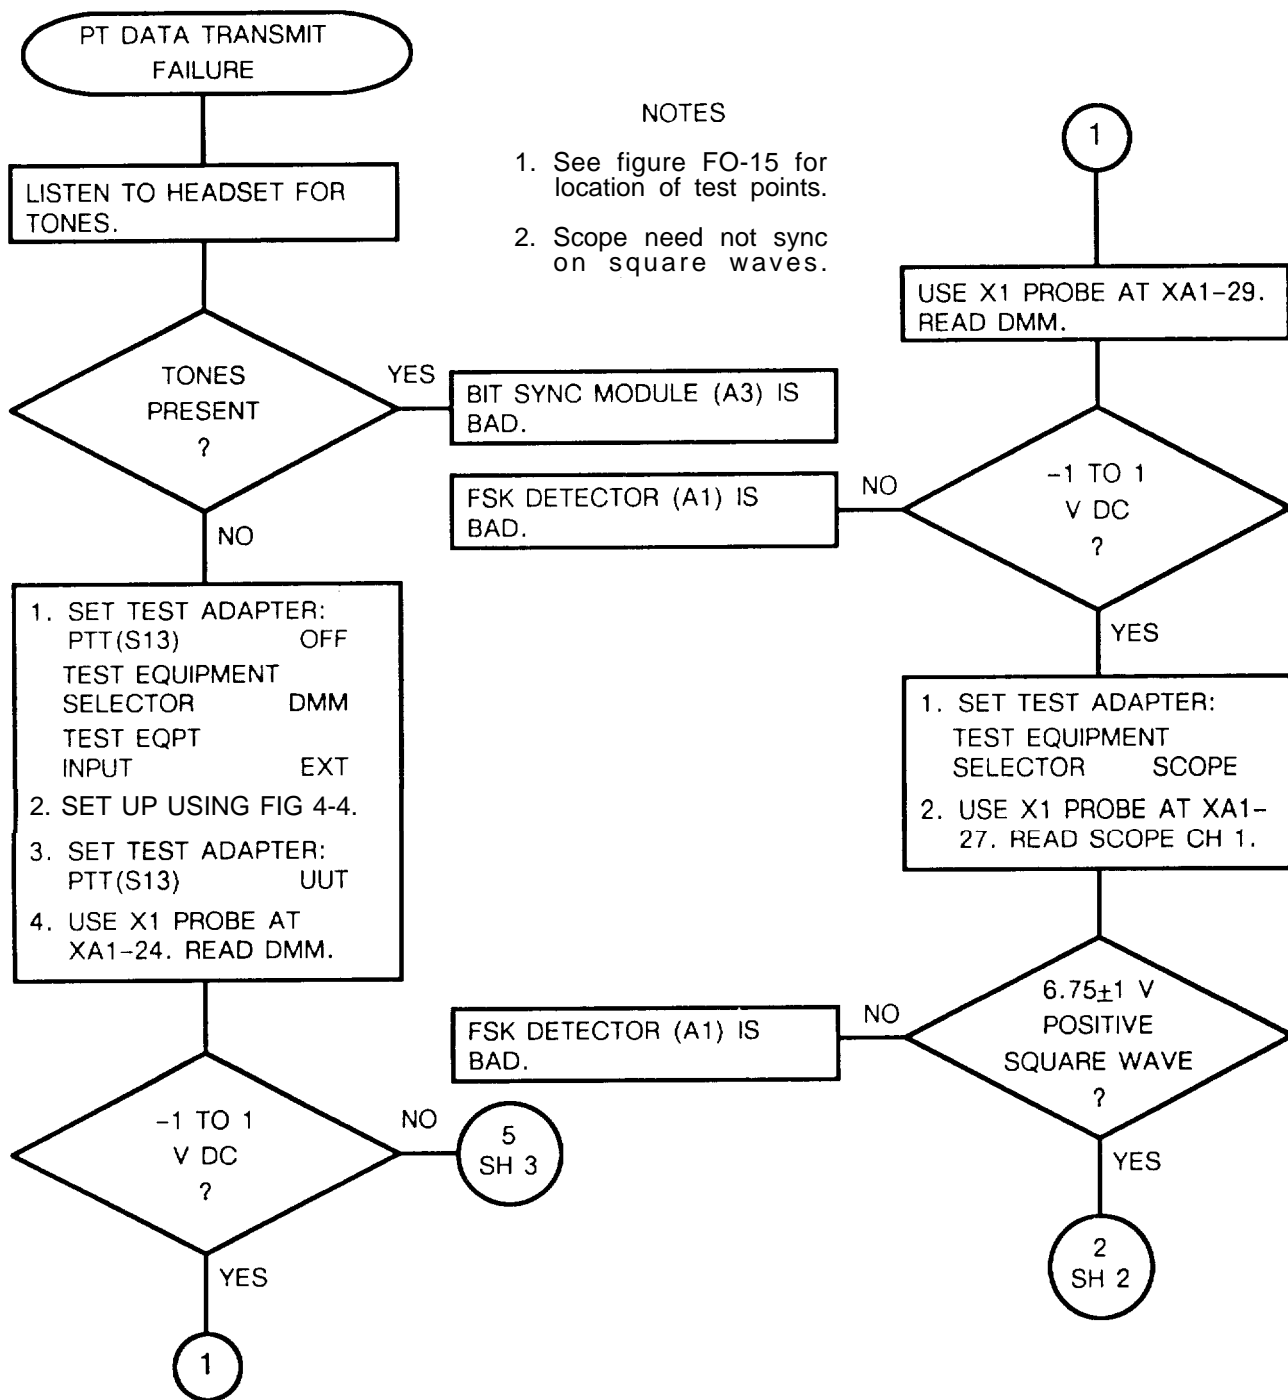 PT DATA TRANSMIT
FAILURE
LISTEN TO HEADSET FOR
TONES.
TONES
PRESENT
?
YES
BIT SYNC MODULE (A3) IS
BAD.
NO
1. SET TEST ADAPTER:
PTT(S13) OFF
TEST EQUIPMENT
SELECTOR DMM
TEST EQPT
INPUT EXT
2. SET UP USING FIG 4-4.
3. SET TEST ADAPTER:
PTT(S13) UUT
4. USE X1 PROBE AT
XA1-24. READ DMM.
-1 TO 1
V DC
?
NO
5
SH 3
YES
1
NOTES
1. See figure FO-15 for
location of test points.
2. Scope need not sync
on square waves.
1
USE X1 PROBE AT XA1-29.
READ DMM.
-1 TO 1
V DC
?
NO
FSK DETECTOR (A1) IS
BAD.
YES
1. SET TEST ADAPTER:
TEST EQUIPMENT
SELECTOR SCOPE
2. USE X1 PROBE AT XA1-
27. READ SCOPE CH 1.
6.75±1 V
POSITIVE
SQUARE WAVE
?
NO
FSK DETECTOR (A1) IS
BAD.
YES
2
SH 2